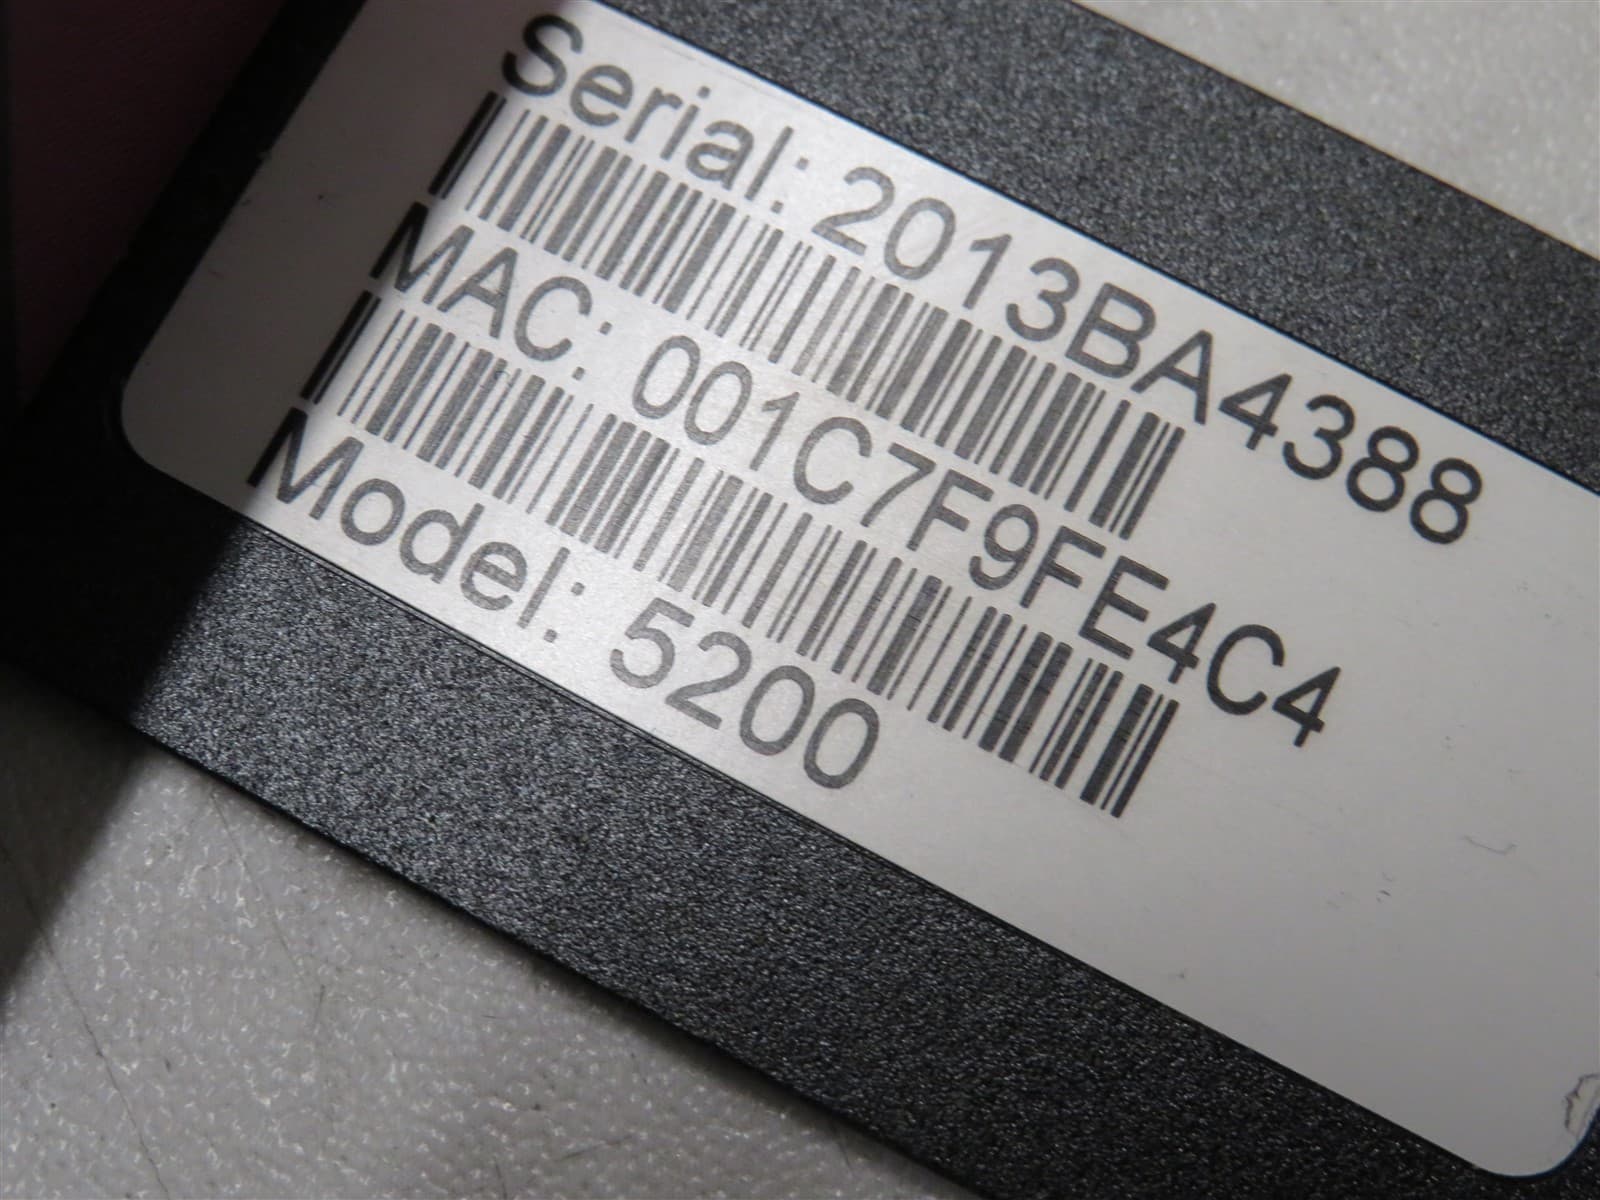 Serial: 2013BA4388
MAC: 001C7F9FE4C4
Model: 5200